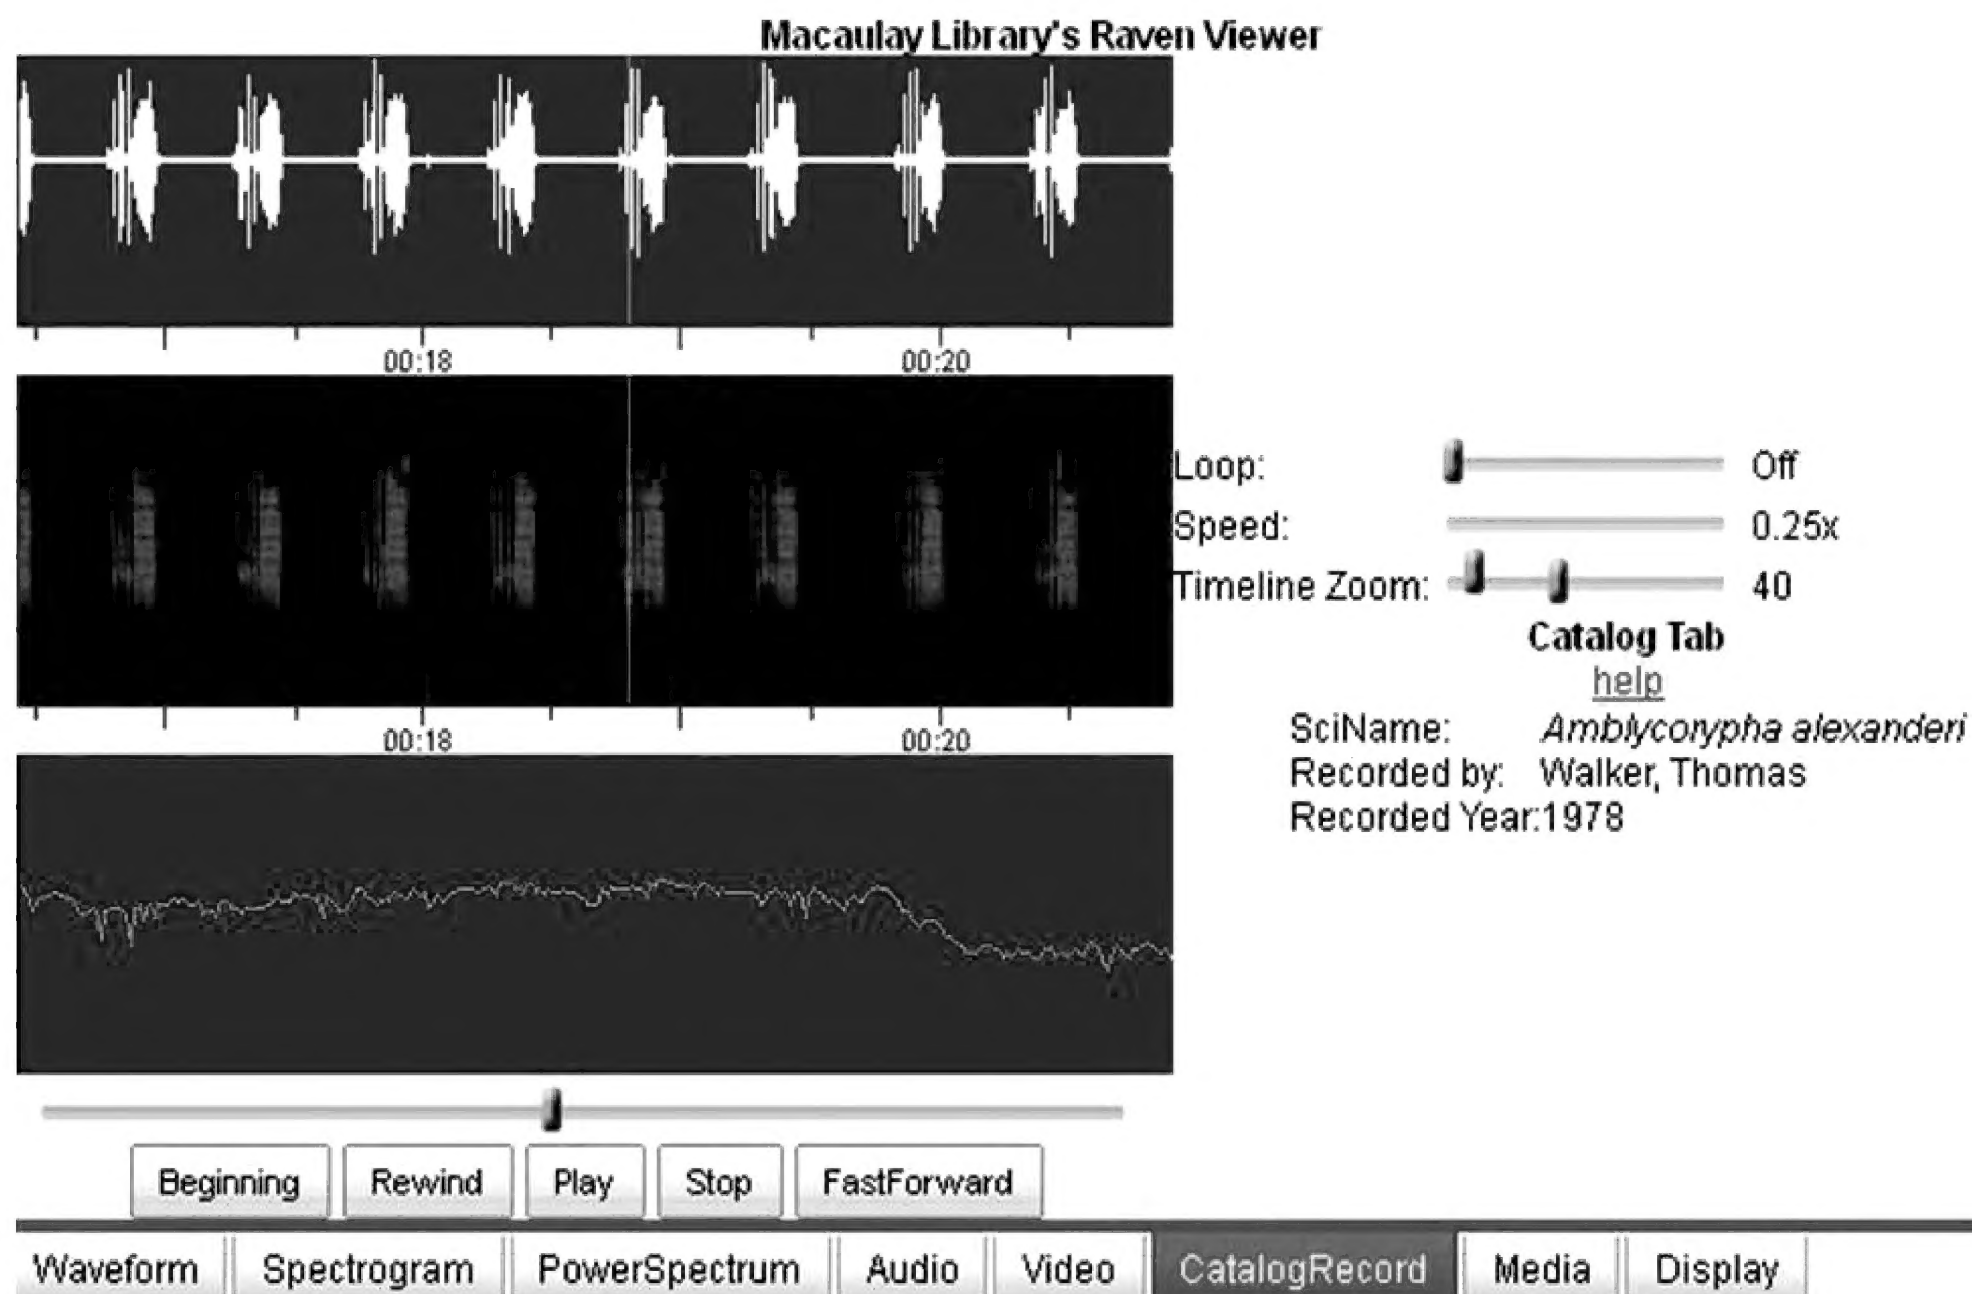 Macaulay Library's Raven Viewer
00:18 00:20
00:18 00:20
Loop: Off
Speed: 0.25x
Timeline Zoom: 40
Catalog Tab
help
SciName: Amblycorypha alexanderi
Recorded by: Walker, Thomas
Recorded Year:1978
Beginning Rewind Play Stop FastForward
Waveform Spectrogram PowerSpectrum Audio Video CatalogRecord Media Display